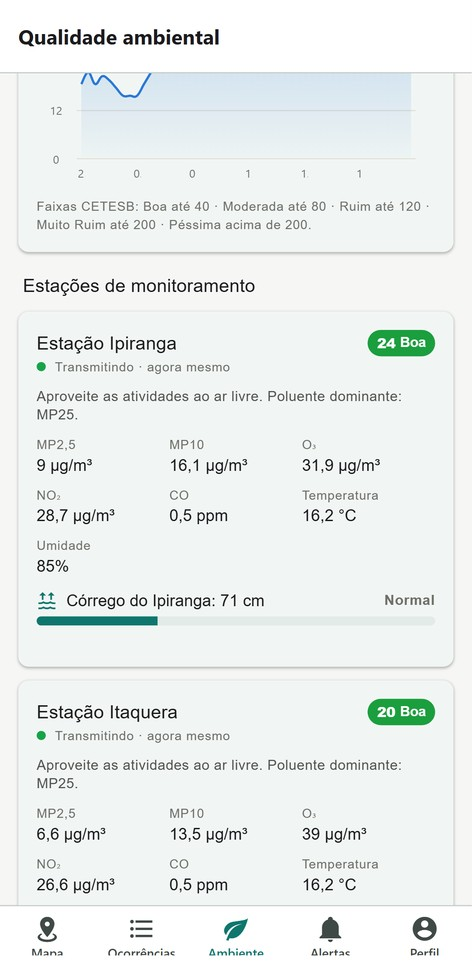 Qualidade ambiental
12
0
2 0 0 1 1 1
Faixas CETESB: Boa até 40 · Moderada até 80 · Ruim até 120 ·
Muito Ruim até 200 · Péssima acima de 200.
Estações de monitoramento
Estação Ipiranga
24 Boa
Transmitindo · agora mesmo
Aproveite as atividades ao ar livre. Poluente dominante:
MP25.
MP2,5 MP10 O₃
9 µg/m³ 16,1 µg/m³ 31,9 µg/m³
NO₂ CO Temperatura
28,7 µg/m³ 0,5 ppm 16,2 °C
Umidade
85%
Córrego do Ipiranga: 71 cm Normal
Estação Itaquera
20 Boa
Transmitindo · agora mesmo
Aproveite as atividades ao ar livre. Poluente dominante:
MP25.
MP2,5 MP10 O₃
6,6 µg/m³ 13,5 µg/m³ 39 µg/m³
NO₂ CO Temperatura
26,6 µg/m³ 0,5 ppm 16,2 °C
Mapa Ocorrências Ambiente Alertas Perfil